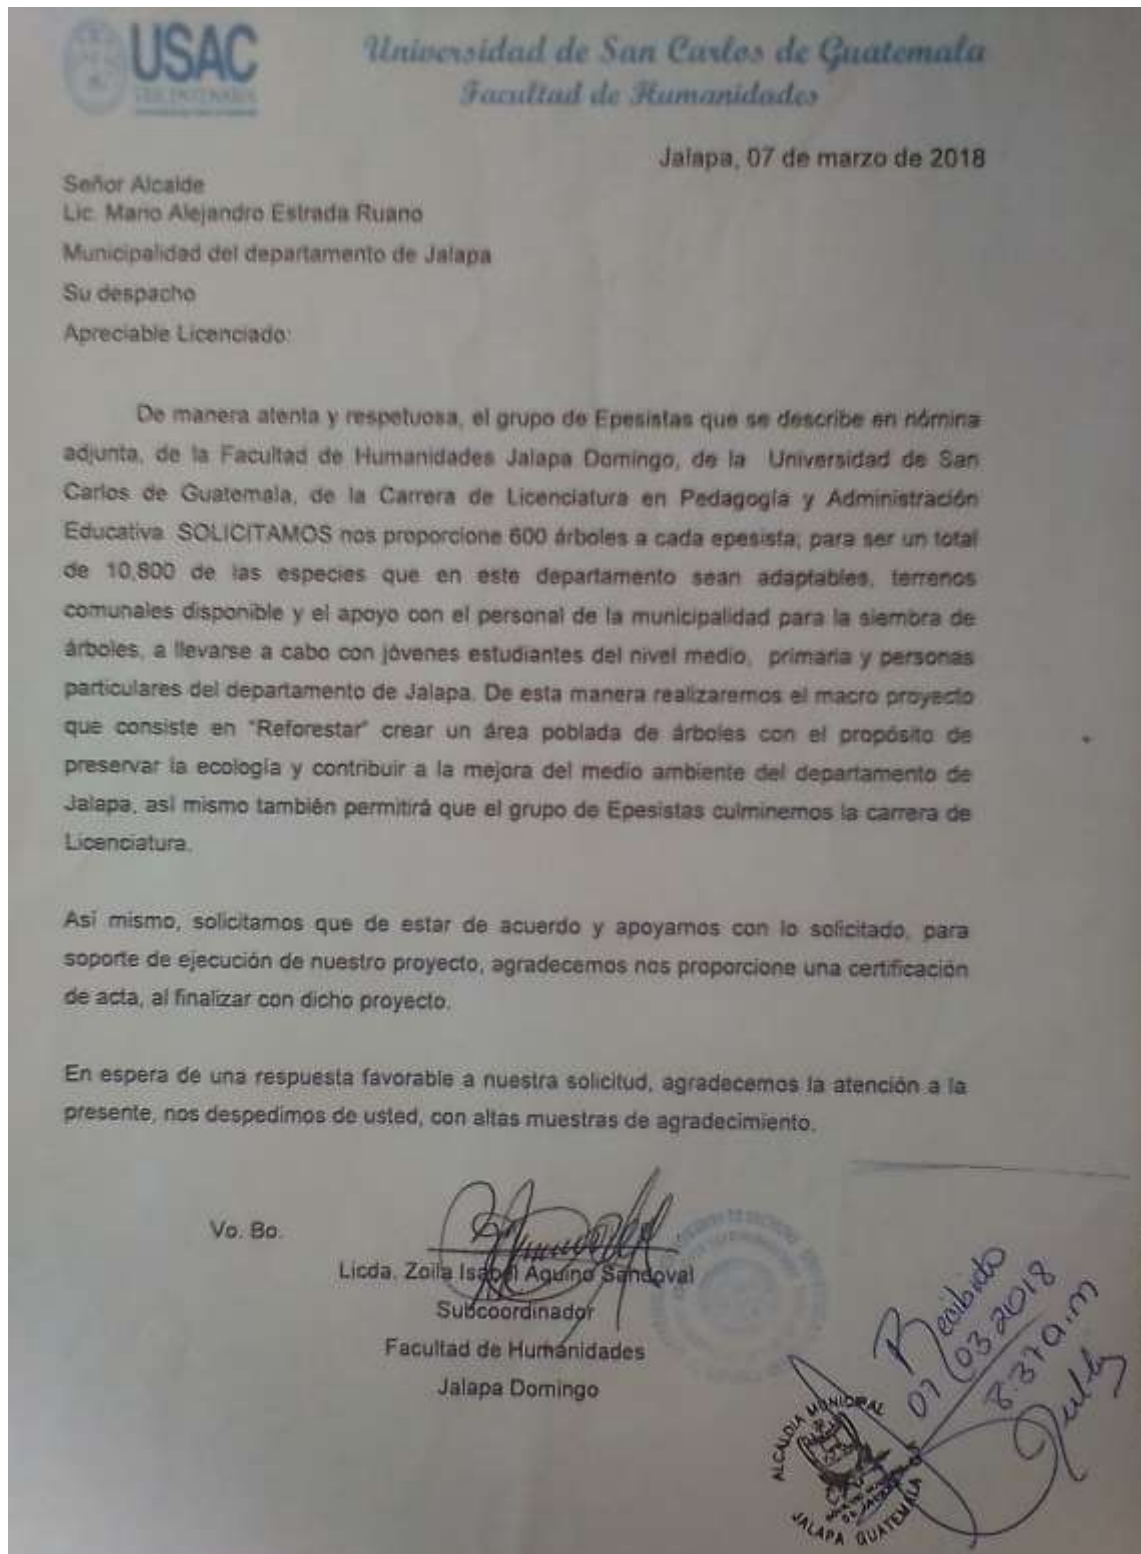 USAC
TRICENTENARIA
Universidad de San Carlos de Guatemala
Facultad de Humanidades
Jalapa, 07 de marzo de 2018
Señor Alcalde
Lic. Mario Alejandro Estrada Ruano
Municipalidad del departamento de Jalapa
Su despacho
Apreciable Licenciado:
De manera atenta y respetuosa, el grupo de Epesistas que se describe en nómina
adjunta, de la Facultad de Humanidades Jalapa Domingo, de la Universidad de San
Carlos de Guatemala, de la Carrera de Licenciatura en Pedagogía y Administración
Educativa. SOLICITAMOS nos proporcione 600 árboles a cada epesista; para ser un total
de 10,800 de las especies que en este departamento sean adaptables, terrenos
comunales disponible y el apoyo con el personal de la municipalidad para la siembra de
árboles, a llevarse a cabo con jóvenes estudiantes del nivel medio, primaria y personas
particulares del departamento de Jalapa. De esta manera realizaremos el macro proyecto
que consiste en "Reforestar" crear un área poblada de árboles con el propósito de
preservar la ecología y contribuir a la mejora del medio ambiente del departamento de
Jalapa, así mismo también permitirá que el grupo de Epesistas culminemos la carrera de
Licenciatura.
Así mismo, solicitamos que de estar de acuerdo y apoyarnos con lo solicitado, para
soporte de ejecución de nuestro proyecto, agradecemos nos proporcione una certificación
de acta, al finalizar con dicho proyecto.
En espera de una respuesta favorable a nuestra solicitud, agradecemos la atención a la
presente, nos despedimos de usted, con altas muestras de agradecimiento.
Vo. Bo.
Licda. Zoila Isabel Aquino Sandoval
Subcoordinador
Facultad de Humanidades
Jalapa Domingo
Recibido
07/03 2018
8:37 a.m
ALCALDIA MUNICIPAL
JALAPA GUATEMALA